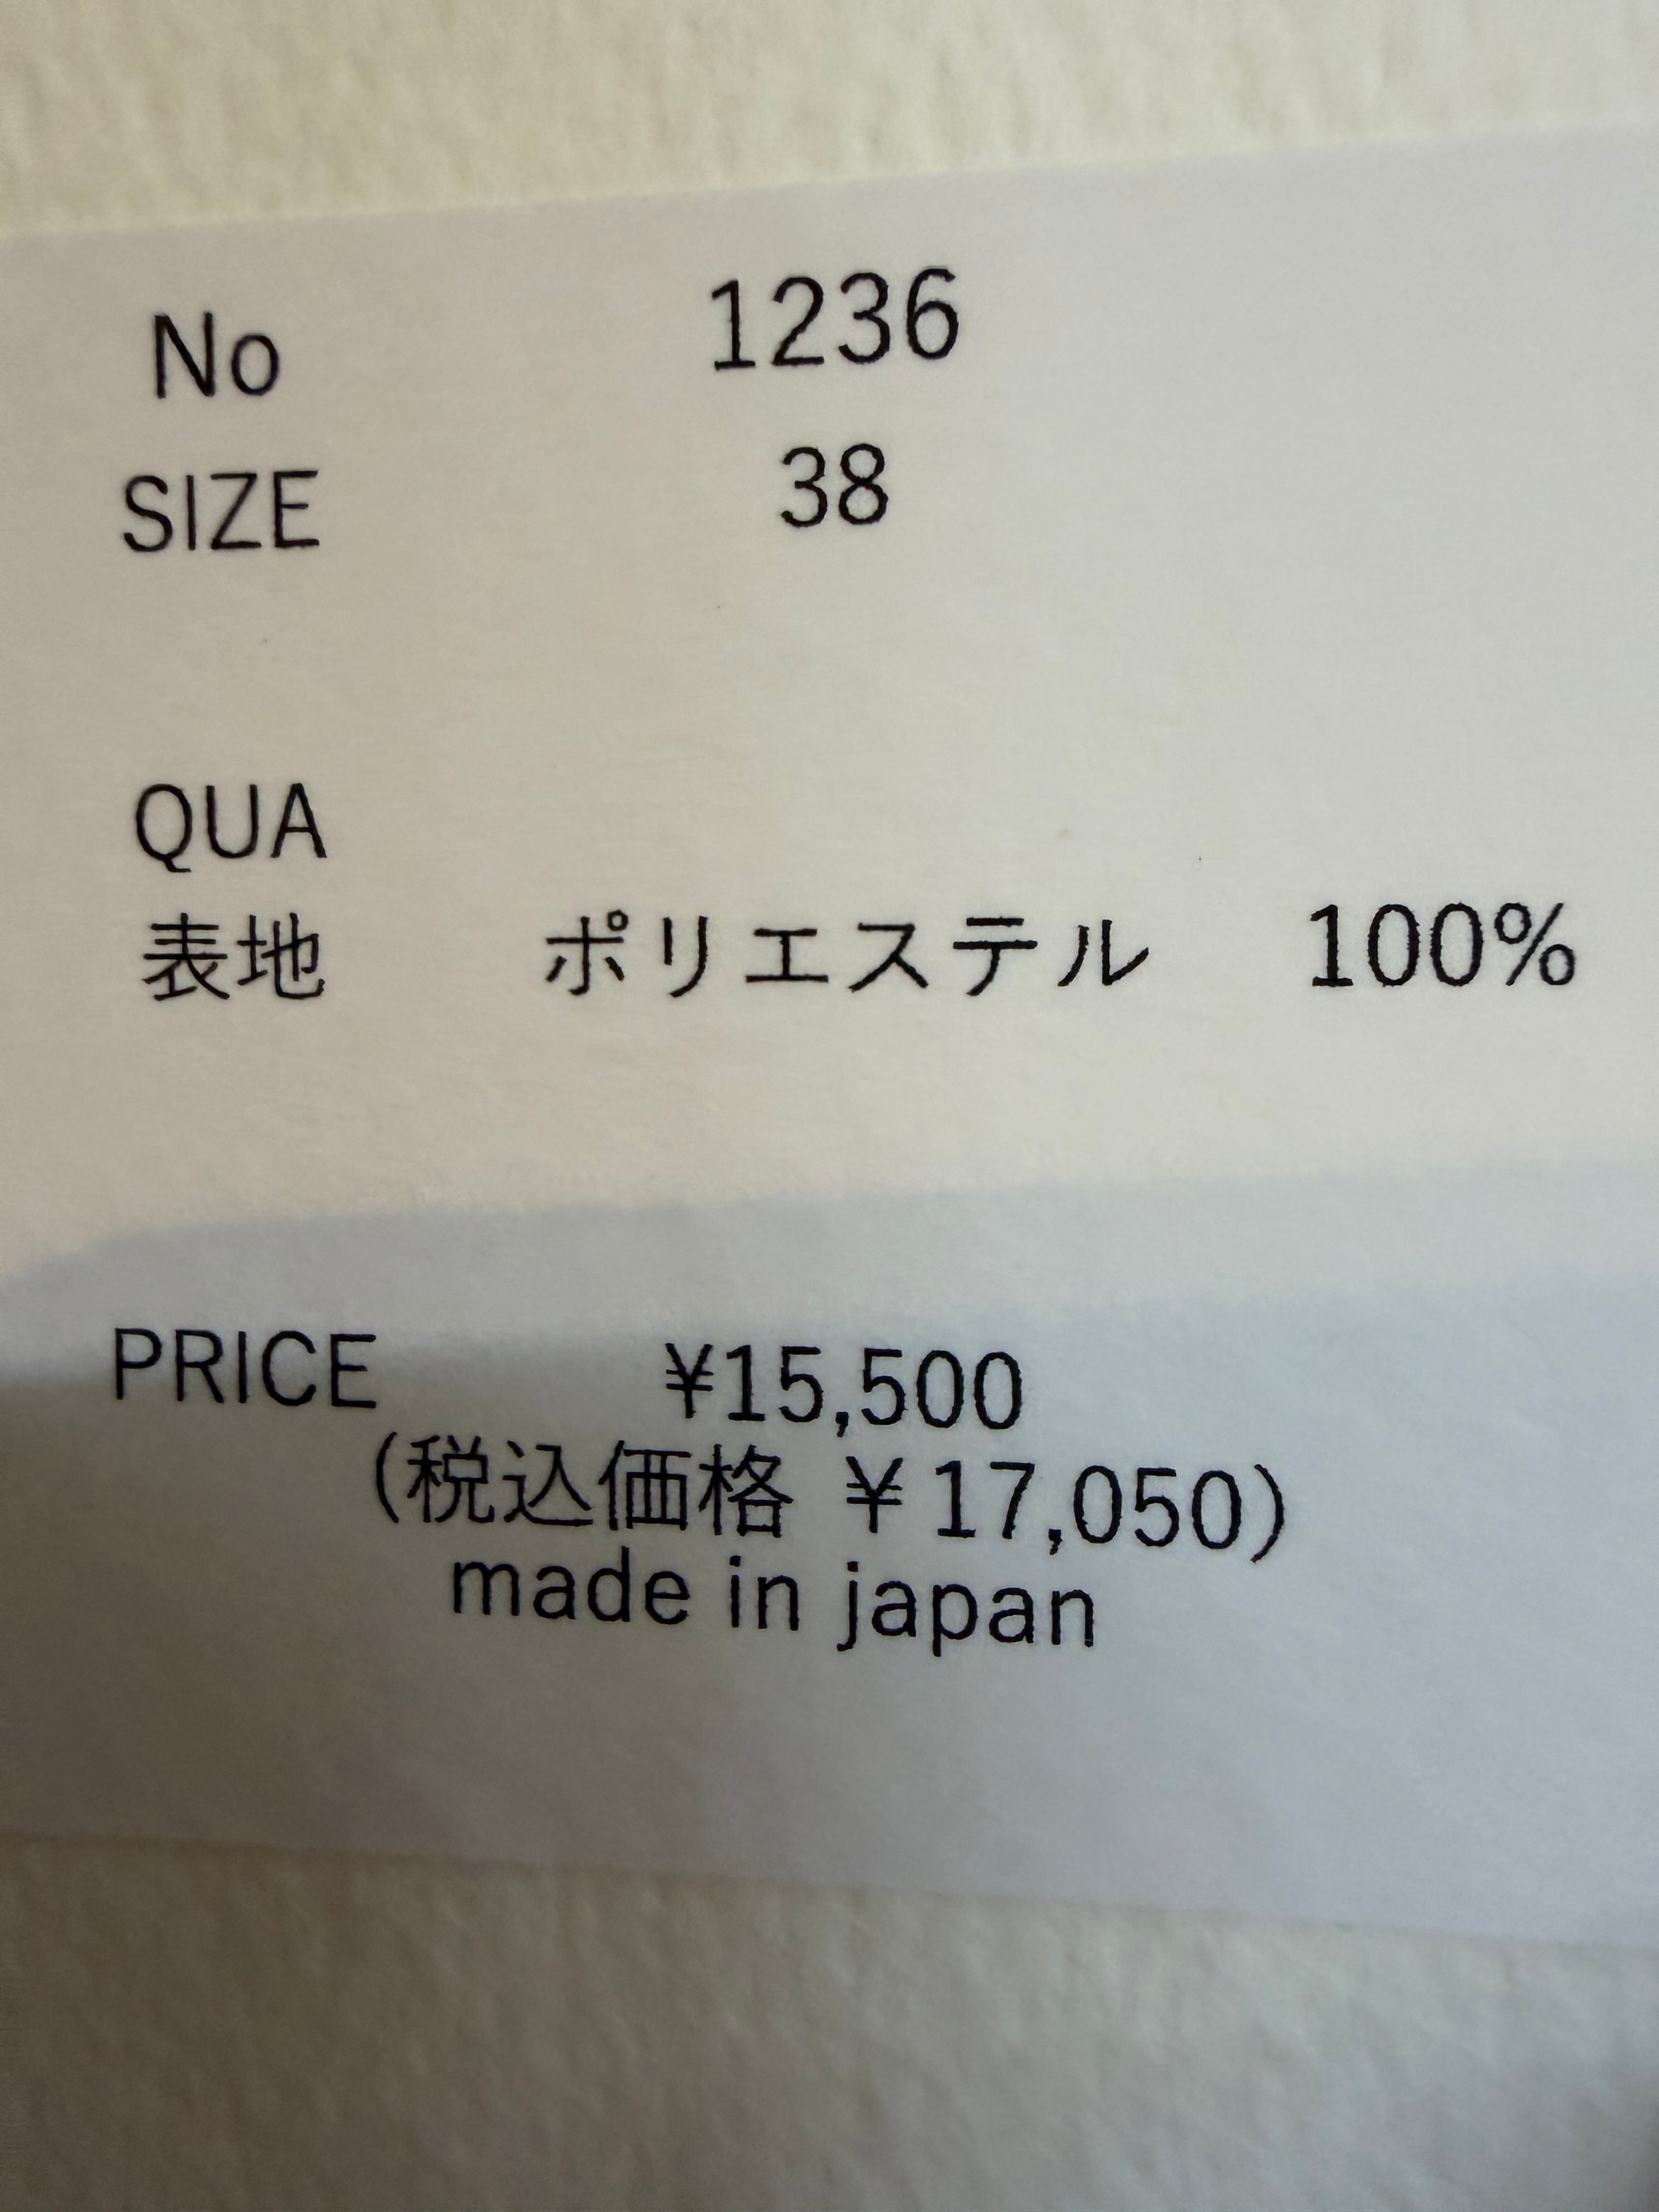 No 1236
SIZE 38
QUA
表地 ポリエステル 100%
PRICE ¥15,500
(税込価格 ¥17,050)
made in japan